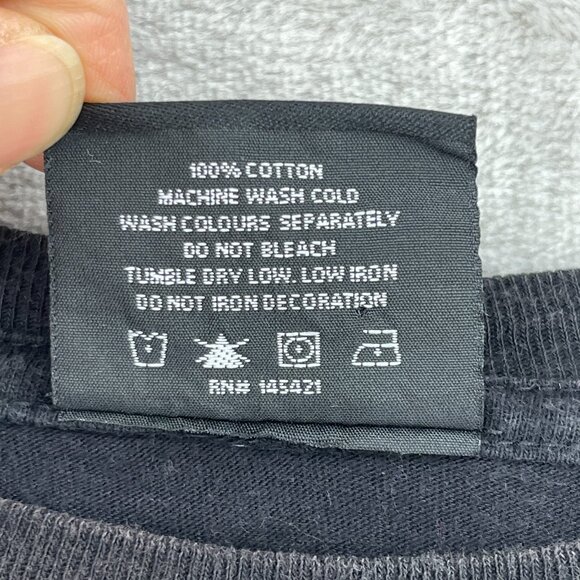 100% COTTON
MACHINE WASH COLD
WASH COLOURS SEPARATELY
DO NOT BLEACH
TUMBLE DRY LOW. LOW IRON
DO NOT IRON DECORATION
RN# 145421